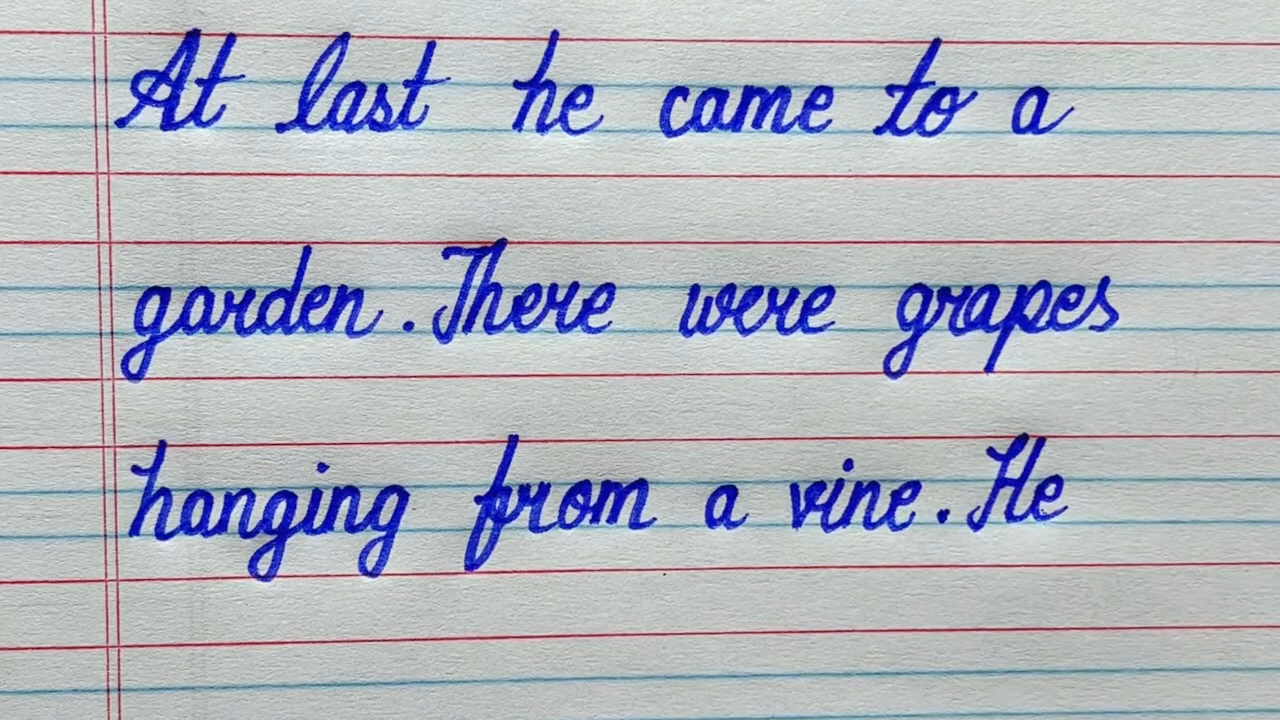 At last he came to a
garden. There were grapes
hanging from a vine. He